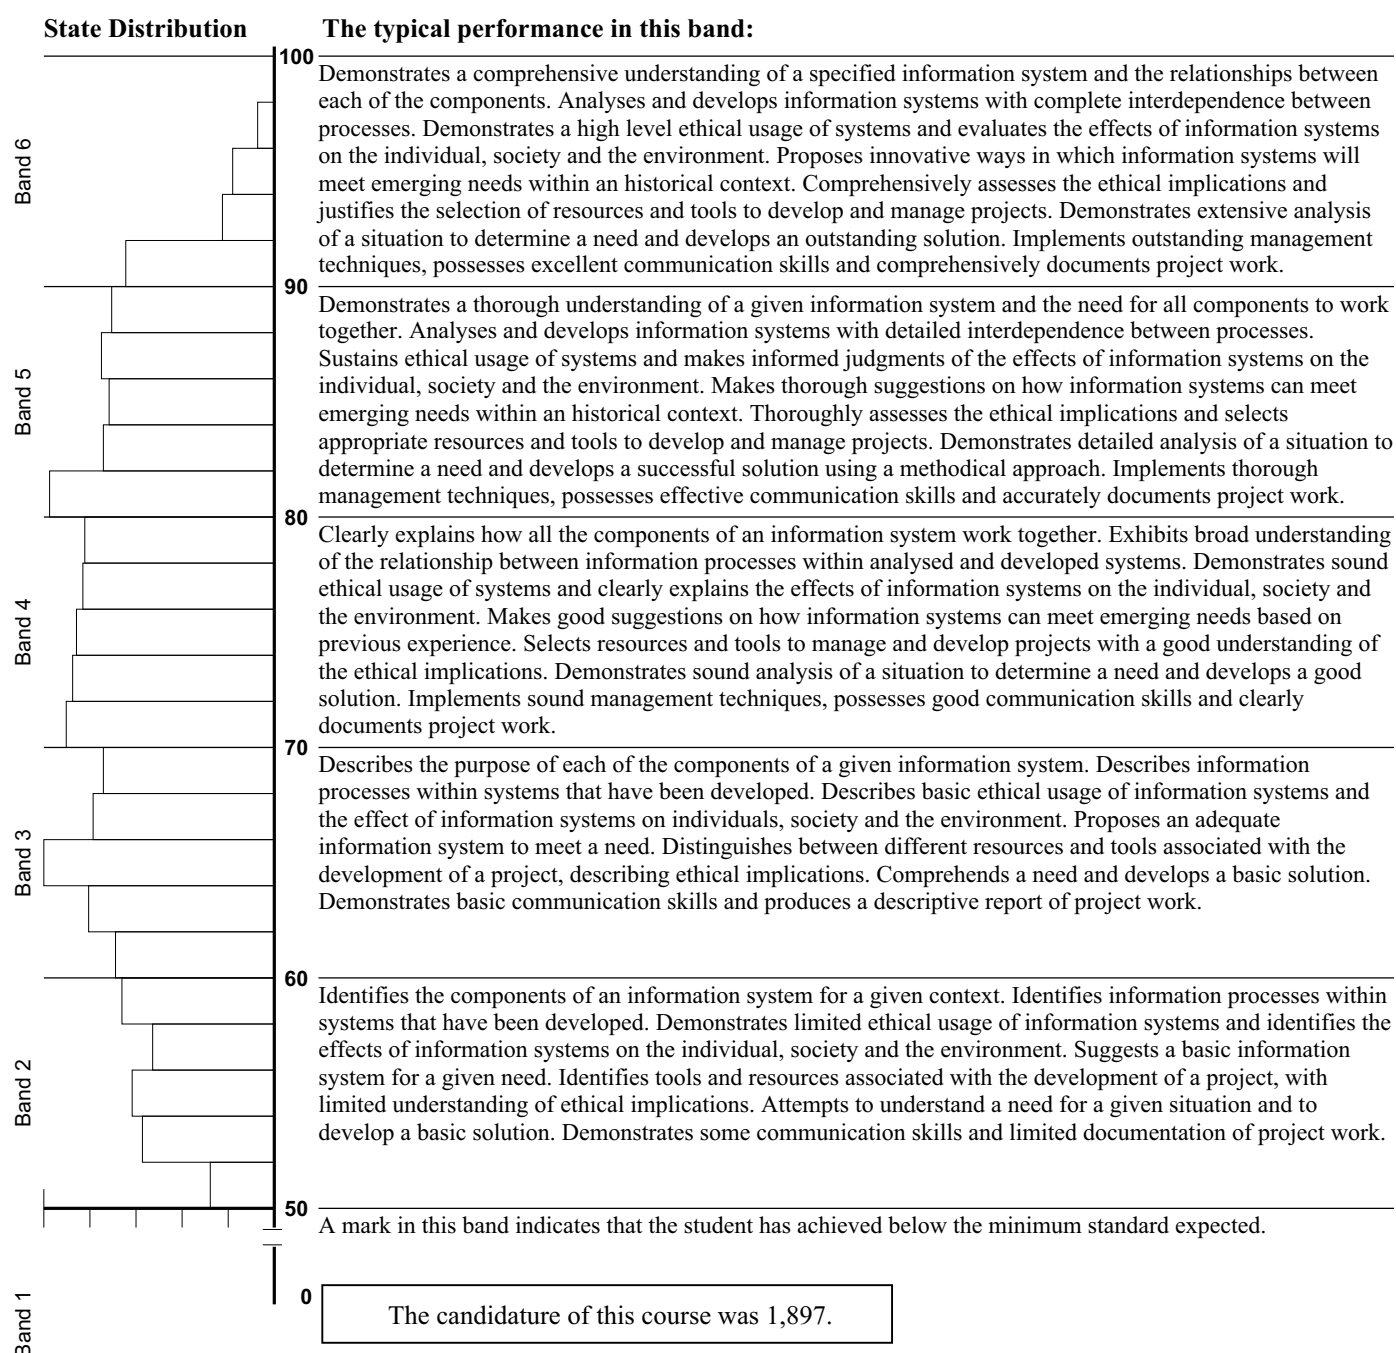 State Distribution
The typical performance in this band:
100
Band 6
Demonstrates a comprehensive understanding of a specified information system and the relationships between
each of the components. Analyses and develops information systems with complete interdependence between
processes. Demonstrates a high level ethical usage of systems and evaluates the effects of information systems
on the individual, society and the environment. Proposes innovative ways in which information systems will
meet emerging needs within an historical context. Comprehensively assesses the ethical implications and
justifies the selection of resources and tools to develop and manage projects. Demonstrates extensive analysis
of a situation to determine a need and develops an outstanding solution. Implements outstanding management
techniques, possesses excellent communication skills and comprehensively documents project work.
90
Band 5
Demonstrates a thorough understanding of a given information system and the need for all components to work
together. Analyses and develops information systems with detailed interdependence between processes.
Sustains ethical usage of systems and makes informed judgments of the effects of information systems on the
individual, society and the environment. Makes thorough suggestions on how information systems can meet
emerging needs within an historical context. Thoroughly assesses the ethical implications and selects
appropriate resources and tools to develop and manage projects. Demonstrates detailed analysis of a situation to
determine a need and develops a successful solution using a methodical approach. Implements thorough
management techniques, possesses effective communication skills and accurately documents project work.
80
Band 4
Clearly explains how all the components of an information system work together. Exhibits broad understanding
of the relationship between information processes within analysed and developed systems. Demonstrates sound
ethical usage of systems and clearly explains the effects of information systems on the individual, society and
the environment. Makes good suggestions on how information systems can meet emerging needs based on
previous experience. Selects resources and tools to manage and develop projects with a good understanding of
the ethical implications. Demonstrates sound analysis of a situation to determine a need and develops a good
solution. Implements sound management techniques, possesses good communication skills and clearly
documents project work.
70
Band 3
Describes the purpose of each of the components of a given information system. Describes information
processes within systems that have been developed. Describes basic ethical usage of information systems and
the effect of information systems on individuals, society and the environment. Proposes an adequate
information system to meet a need. Distinguishes between different resources and tools associated with the
development of a project, describing ethical implications. Comprehends a need and develops a basic solution.
Demonstrates basic communication skills and produces a descriptive report of project work.
60
Band 2
Identifies the components of an information system for a given context. Identifies information processes within
systems that have been developed. Demonstrates limited ethical usage of information systems and identifies the
effects of information systems on the individual, society and the environment. Suggests a basic information
system for a given need. Identifies tools and resources associated with the development of a project, with
limited understanding of ethical implications. Attempts to understand a need for a given situation and to
develop a basic solution. Demonstrates some communication skills and limited documentation of project work.
50
A mark in this band indicates that the student has achieved below the minimum standard expected.
0
Band 1
The candidature of this course was 1,897.